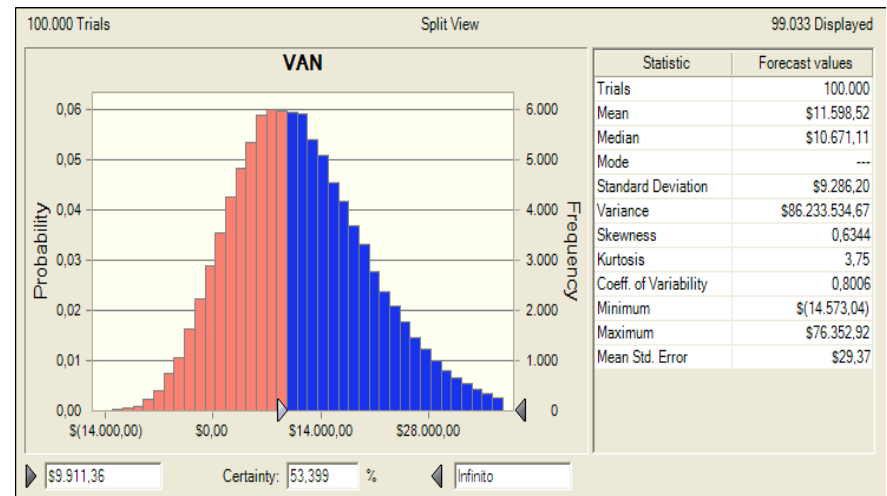 100.000 Trials Split View 99.033 Displayed
VAN
Probability
0,06
0,05
0,04
0,03
0,02
0,01
0,00
6.000
5.000
4.000
3.000
2.000
1.000
0
Frequency
$(14.000,00) $0,00 $14.000,00 $28.000,00
Statistic Forecast values
Trials 100.000
Mean $11.598,52
Median $10.671,11
Mode ---
Standard Deviation $9.286,20
Variance $86.233.534,67
Skewness 0,6344
Kurtosis 3,75
Coeff. of Variability 0,8006
Minimum $(14.573,04)
Maximum $76.352,92
Mean Std. Error $29,37
$9.911,36 Certainty: 53,399 % Infinito